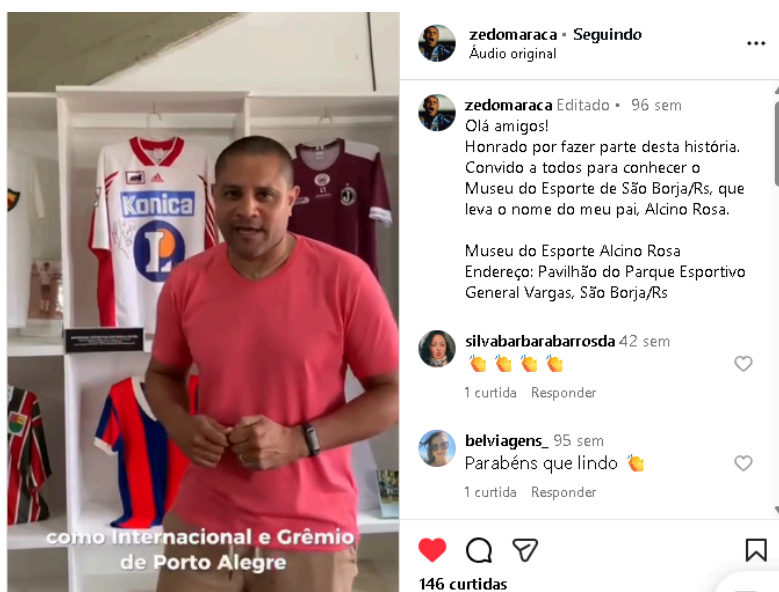 zedomaraca • Seguindo
Áudio original
zedomaraca Editado • 96 sem
Olá amigos!
Honrado por fazer parte desta história.
Convido a todos para conhecer o
Museu do Esporte de São Borja/Rs, que
leva o nome do meu pai, Alcino Rosa.
Museu do Esporte Alcino Rosa
Endereço: Pavilhão do Parque Esportivo
General Vargas, São Borja/Rs
silvabarbarabarrosda 42 sem
👏 👏 👏 👏
1 curtida Responder
belviagens_ 95 sem
Parabéns que lindo 👏
1 curtida Responder
146 curtidas
adidas
Konica
L
J
como Internacional e Grêmio
de Porto Alegre